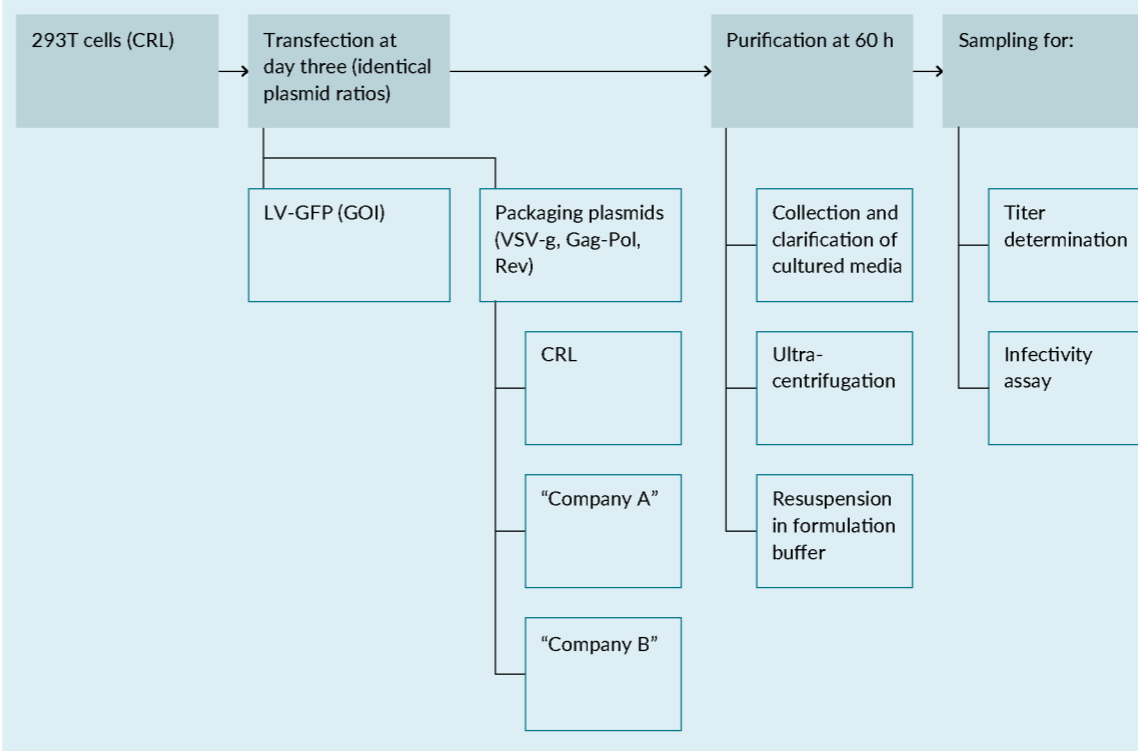 293T cells (CRL)
Transfection at
day three (identical
plasmid ratios)
Purification at 60 h
Sampling for:
LV-GFP (GOI)
Packaging plasmids
(VSV-g, Gag-Pol,
Rev)
CRL
“Company A”
“Company B”
Collection and
clarification of
cultured media
Ultra-
centrifugation
Resuspension
in formulation
buffer
Titer
determination
Infectivity
assay